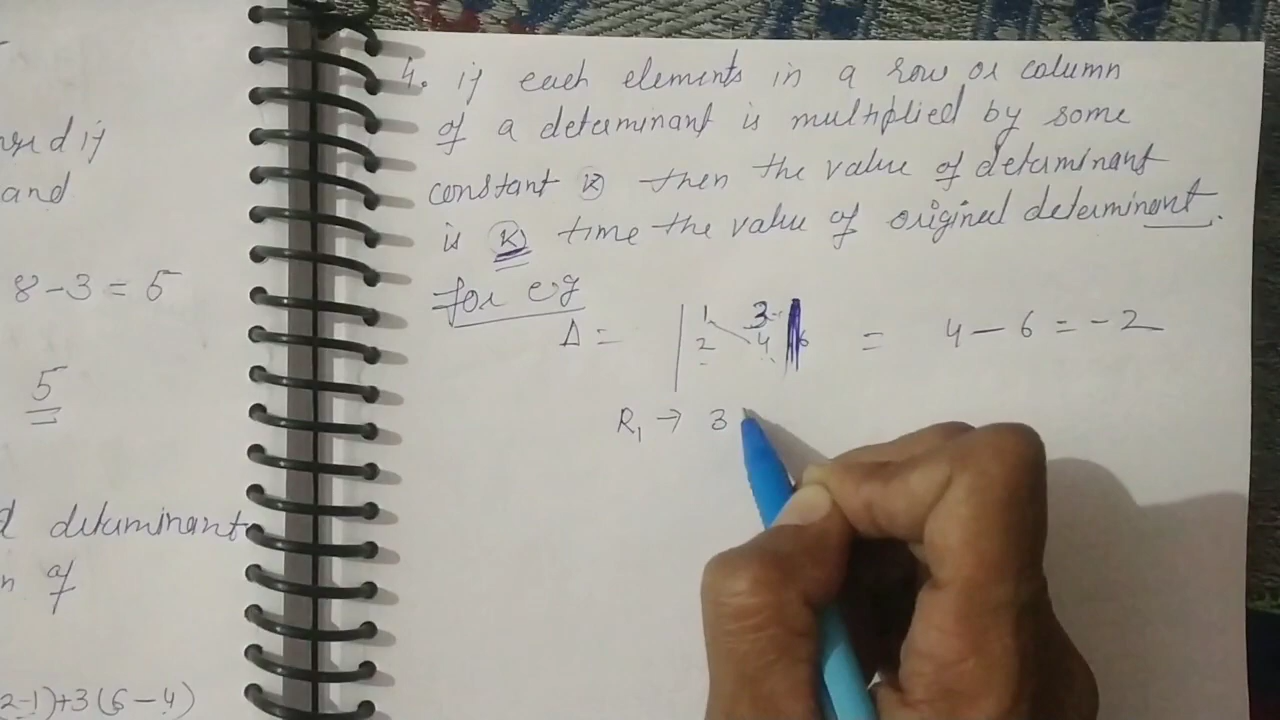 and
8-3 = 5
5
d determinant
n of
2-1)+3(6-4)
4. if each elements in a row or column
of a determinant is multiplied by some
constant K then the value of determinant
is K time the value of original determinant.
for eg
Δ = | 1 3 | = 4 - 6 = -2
2 4
R1 → 3